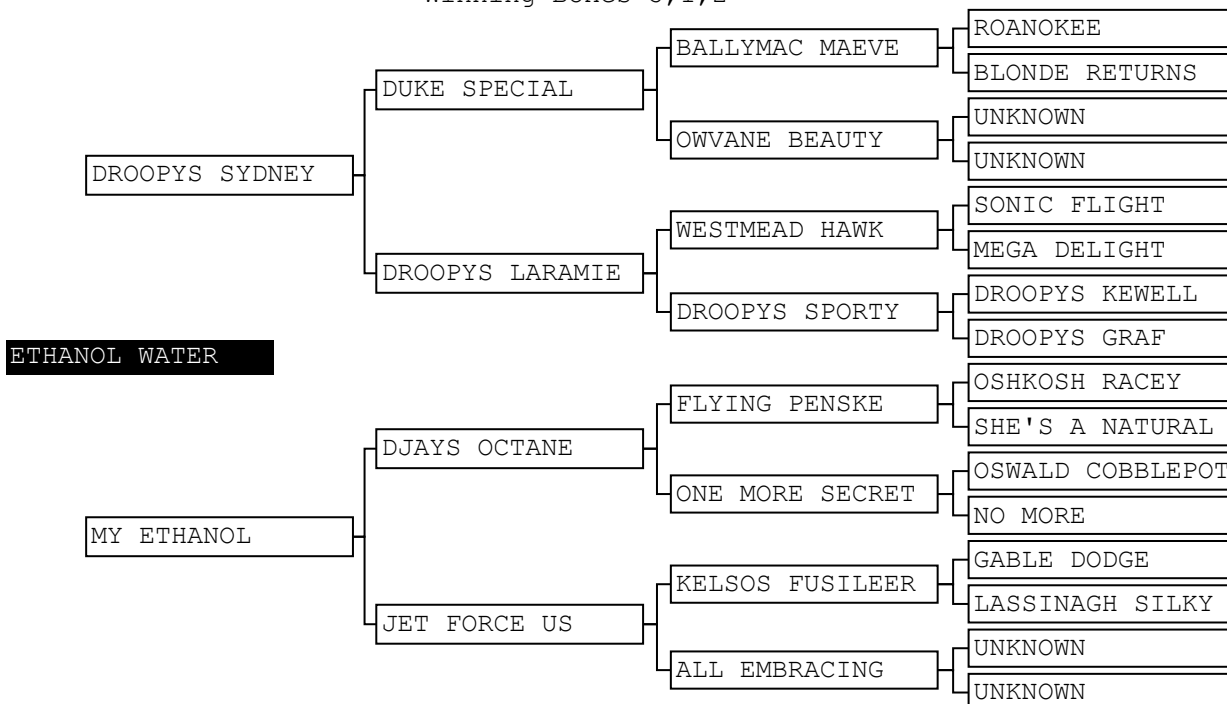 Winning Boxes
ROANOKEE
BALLYMAC MAEVE
BLONDE RETURNS
DUKE SPECIAL
UNKNOWN
OWVANE BEAUTY
UNKNOWN
DROOPYS SYDNEY
SONIC FLIGHT
WESTMEAD HAWK
MEGA DELIGHT
DROOPYS LARAMIE
DROOPYS KEWELL
DROOPYS SPORTY
DROOPYS GRAF
ETHANOL WATER
OSHKOSH RACEY
FLYING PENSKE
SHE'S A NATURAL
DJAYS OCTANE
OSWALD COBBLEPOT
ONE MORE SECRET
NO MORE
MY ETHANOL
GABLE DODGE
KELSOS FUSILEER
LASSINAGH SILKY
JET FORCE US
UNKNOWN
ALL EMBRACING
UNKNOWN